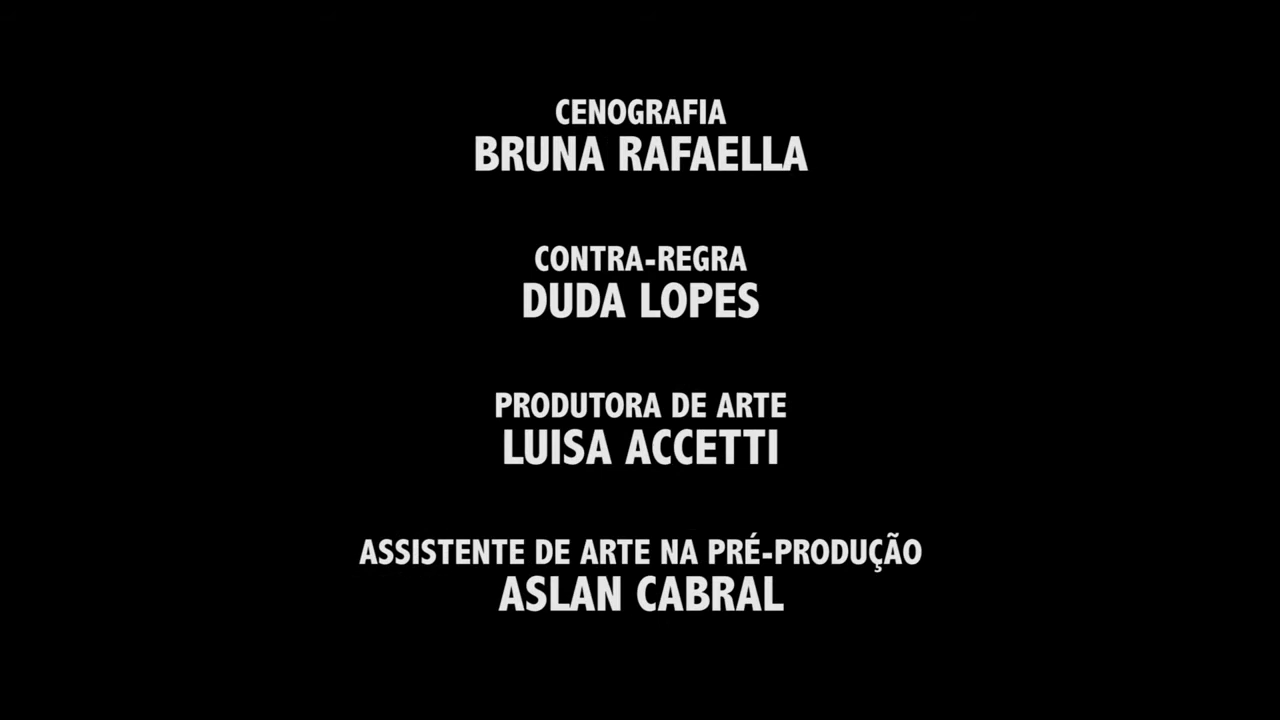 CENOGRAFIA
BRUNA RAFAELLA
CONTRA-REGRA
DUDA LOPES
PRODUTORA DE ARTE
LUISA ACCETTI
ASSISTENTE DE ARTE NA PRÉ-PRODUÇÃO
ASLAN CABRAL